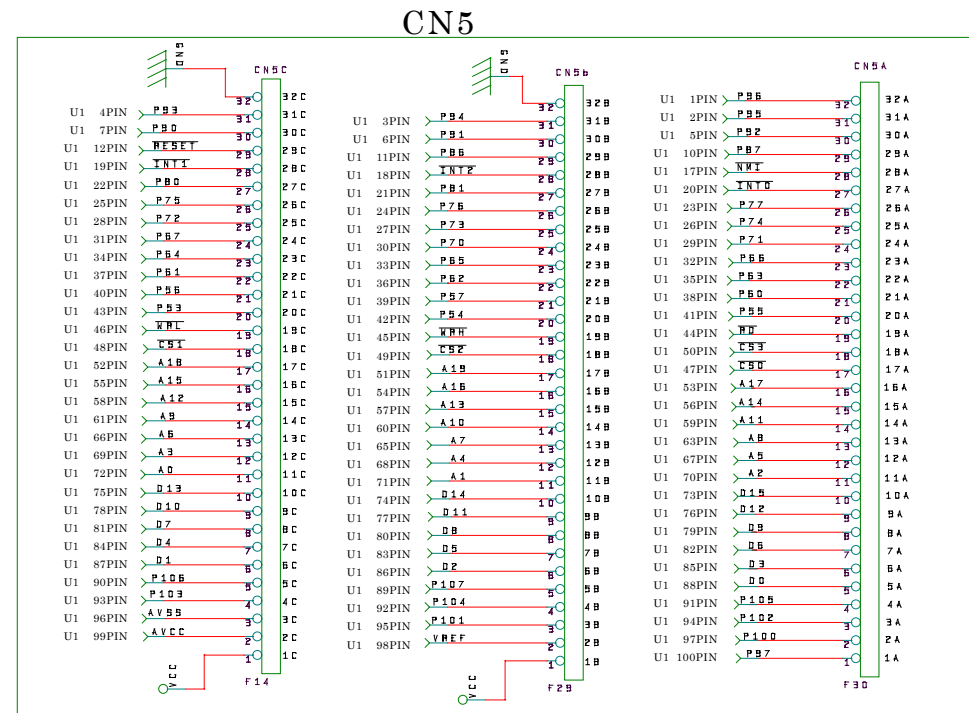 CN5
GND
CN5C
32 32C
U1 4PIN P93 31 31C
U1 7PIN P90 30 30C
U1 12PIN RESET 29 29C
U1 19PIN INT1 28 28C
U1 22PIN P80 27 27C
U1 25PIN P75 26 26C
U1 28PIN P72 25 25C
U1 31PIN P67 24 24C
U1 34PIN P64 23 23C
U1 37PIN P61 22 22C
U1 40PIN P56 21 21C
U1 43PIN P53 20 20C
U1 46PIN WRL 19 19C
U1 48PIN CS1 18 18C
U1 52PIN A18 17 17C
U1 55PIN A15 16 16C
U1 58PIN A12 15 15C
U1 61PIN A9 14 14C
U1 66PIN A6 13 13C
U1 69PIN A3 12 12C
U1 72PIN A0 11 11C
U1 75PIN D13 10 10C
U1 78PIN D10 9 9C
U1 81PIN D7 8 8C
U1 84PIN D4 7 7C
U1 87PIN D1 6 6C
U1 90PIN P106 5 5C
U1 93PIN P103 4 4C
U1 96PIN AVSS 3 3C
U1 99PIN AVCC 2 2C
1 1C
VCC
F14
GND
CN5b
32 32B
U1 3PIN P94 31 31B
U1 6PIN P91 30 30B
U1 11PIN P86 29 29B
U1 18PIN INT2 28 28B
U1 21PIN P81 27 27B
U1 24PIN P76 26 26B
U1 27PIN P73 25 25B
U1 30PIN P70 24 24B
U1 33PIN P65 23 23B
U1 36PIN P62 22 22B
U1 39PIN P57 21 21B
U1 42PIN P54 20 20B
U1 45PIN WRH 19 19B
U1 49PIN CS2 18 18B
U1 51PIN A19 17 17B
U1 54PIN A16 16 16B
U1 57PIN A13 15 15B
U1 60PIN A10 14 14B
U1 65PIN A7 13 13B
U1 68PIN A4 12 12B
U1 71PIN A1 11 11B
U1 74PIN D14 10 10B
U1 77PIN D11 9 9B
U1 80PIN D8 8 8B
U1 83PIN D5 7 7B
U1 86PIN D2 6 6B
U1 89PIN P107 5 5B
U1 92PIN P104 4 4B
U1 95PIN P101 3 3B
U1 98PIN VREF 2 2B
1 1B
VCC
F29
CN5A
U1 1PIN P96 32 32A
U1 2PIN P95 31 31A
U1 5PIN P92 30 30A
U1 10PIN P87 29 29A
U1 17PIN NMI 28 28A
U1 20PIN INT0 27 27A
U1 23PIN P77 26 26A
U1 26PIN P74 25 25A
U1 29PIN P71 24 24A
U1 32PIN P66 23 23A
U1 35PIN P63 22 22A
U1 38PIN P60 21 21A
U1 41PIN P55 20 20A
U1 44PIN RD 19 19A
U1 50PIN CS3 18 18A
U1 47PIN CS0 17 17A
U1 53PIN A17 16 16A
U1 56PIN A14 15 15A
U1 59PIN A11 14 14A
U1 63PIN A8 13 13A
U1 67PIN A5 12 12A
U1 70PIN A2 11 11A
U1 73PIN D15 10 10A
U1 76PIN D12 9 9A
U1 79PIN D9 8 8A
U1 82PIN D6 7 7A
U1 85PIN D3 6 6A
U1 88PIN D0 5 5A
U1 91PIN P105 4 4A
U1 94PIN P102 3 3A
U1 97PIN P100 2 2A
U1 100PIN P97 1 1A
F30